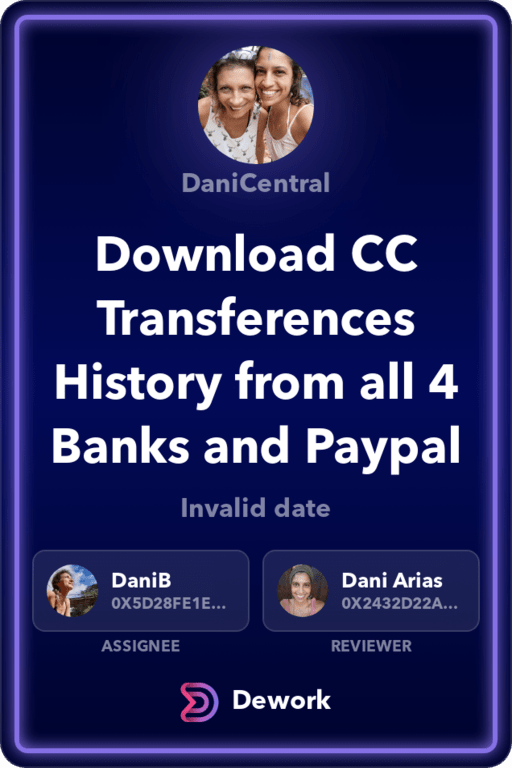 DaniCentral
Download CC
Transferences
History from all 4
Banks and Paypal
Invalid date
DaniB
0X5D28FE1E...
Dani Arias
0X2432D22A...
ASSIGNEE
REVIEWER
Dework